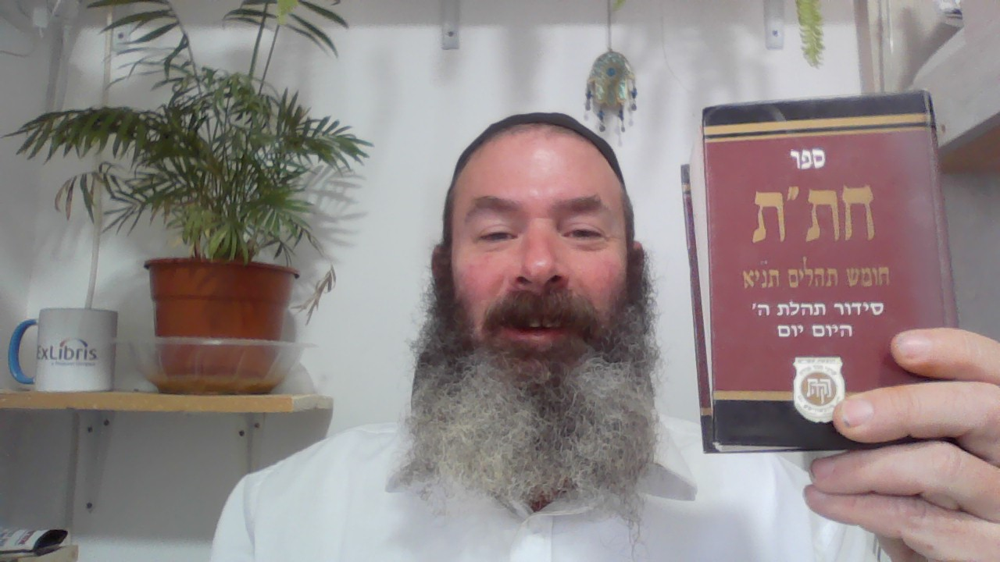 ExLibris
ספר
חת"ת
חומש תהלים תניא
סידור תהלת ה'
היום יום